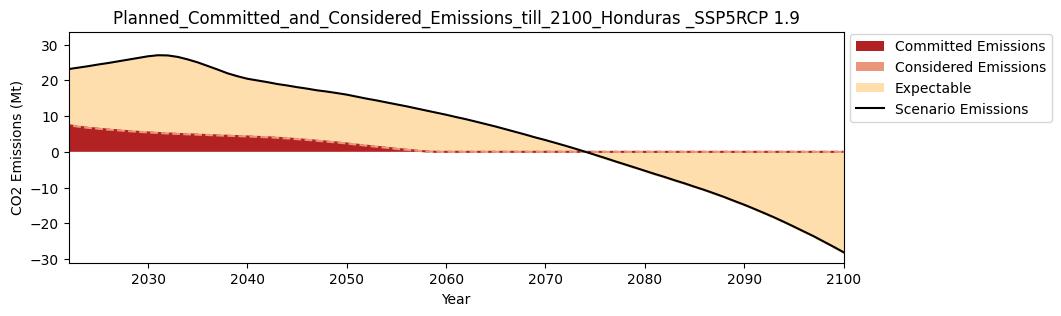 Planned_Committed_and_Considered_Emissions_till_2100_Honduras _SSP5RCP 1.9
CO2 Emissions (Mt)
30
20
10
0
−10
−20
−30
2030 2040 2050 2060 2070 2080 2090 2100
Year
Committed Emissions
Considered Emissions
Expectable
Scenario Emissions